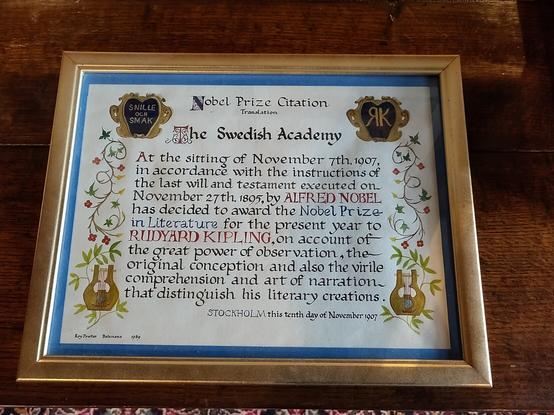 SNILLE
OCH
SMAK
Nobel Prize Citation
Translation
RK
The Swedish Academy
At the sitting of November 7th, 1907,
in accordance with the instructions of
the last will and testament executed on
November 27th. 1805, by ALFRED NOBEL
has decided to award the Nobel Prize
in Literature for the present year to
RUDYARD KIPLING, on account of
the great power of observation, the
original conception and also the virile
comprehension and art of narration
that distinguish his literary creations.
STOCKHOLM this tenth day of November 1907
1984